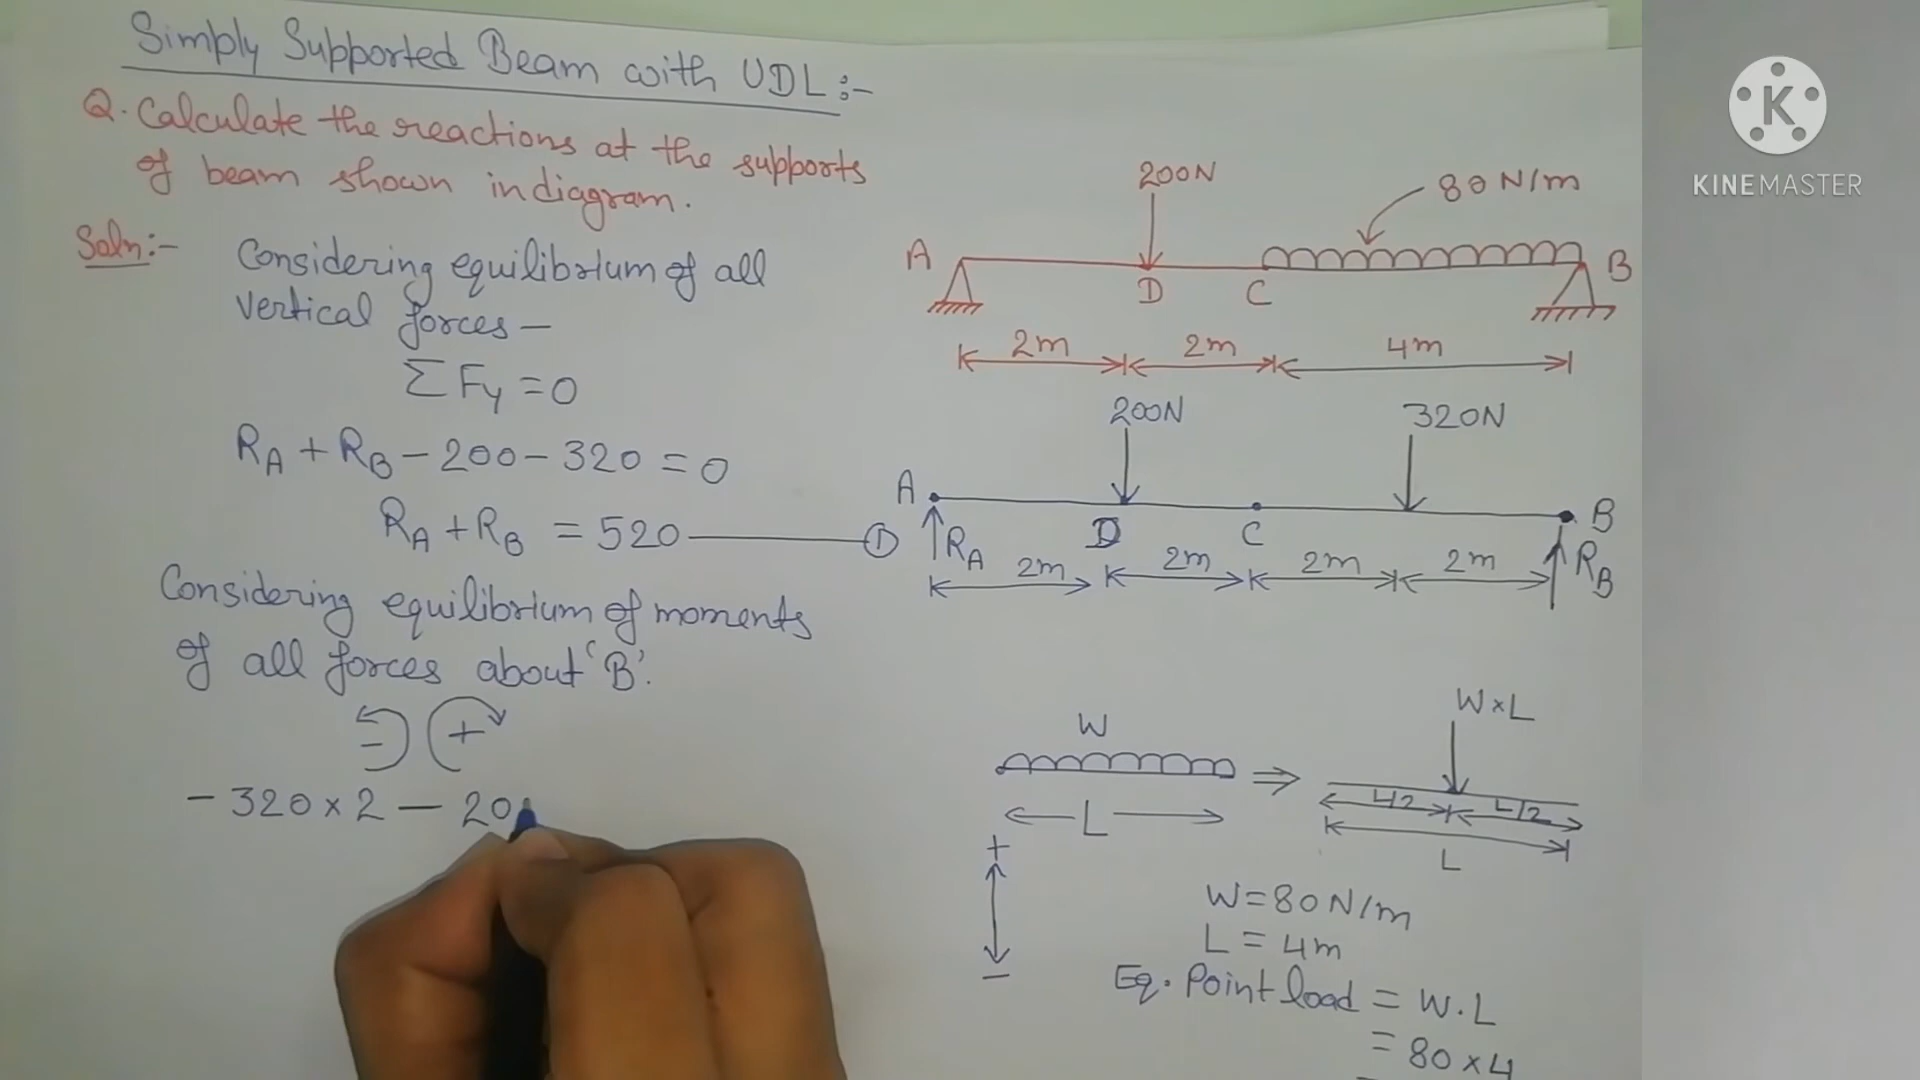 Simply Supported Beam with UDL:-
Q. Calculate the reactions at the supports
of beam shown in diagram.
Soln:-
Considering equilibrium of all
vertical forces—
ΣFy = 0
RA + RB - 200 - 320 = 0
RA + RB = 520 ——— ①
Considering equilibrium of moments
of all forces about 'B'.
- +
- 320 × 2 — 20
200N
80 N/m
A
B
D
C
2m 2m 4m
200N 320N
A
B
D
C
RA
RB
2m 2m 2m 2m
W
L
⇒
W×L
L/2 L/2
L
+
-
W = 80 N/m
L = 4m
Eq. Point load = W.L
= 80 × 4
K
KINEMASTER